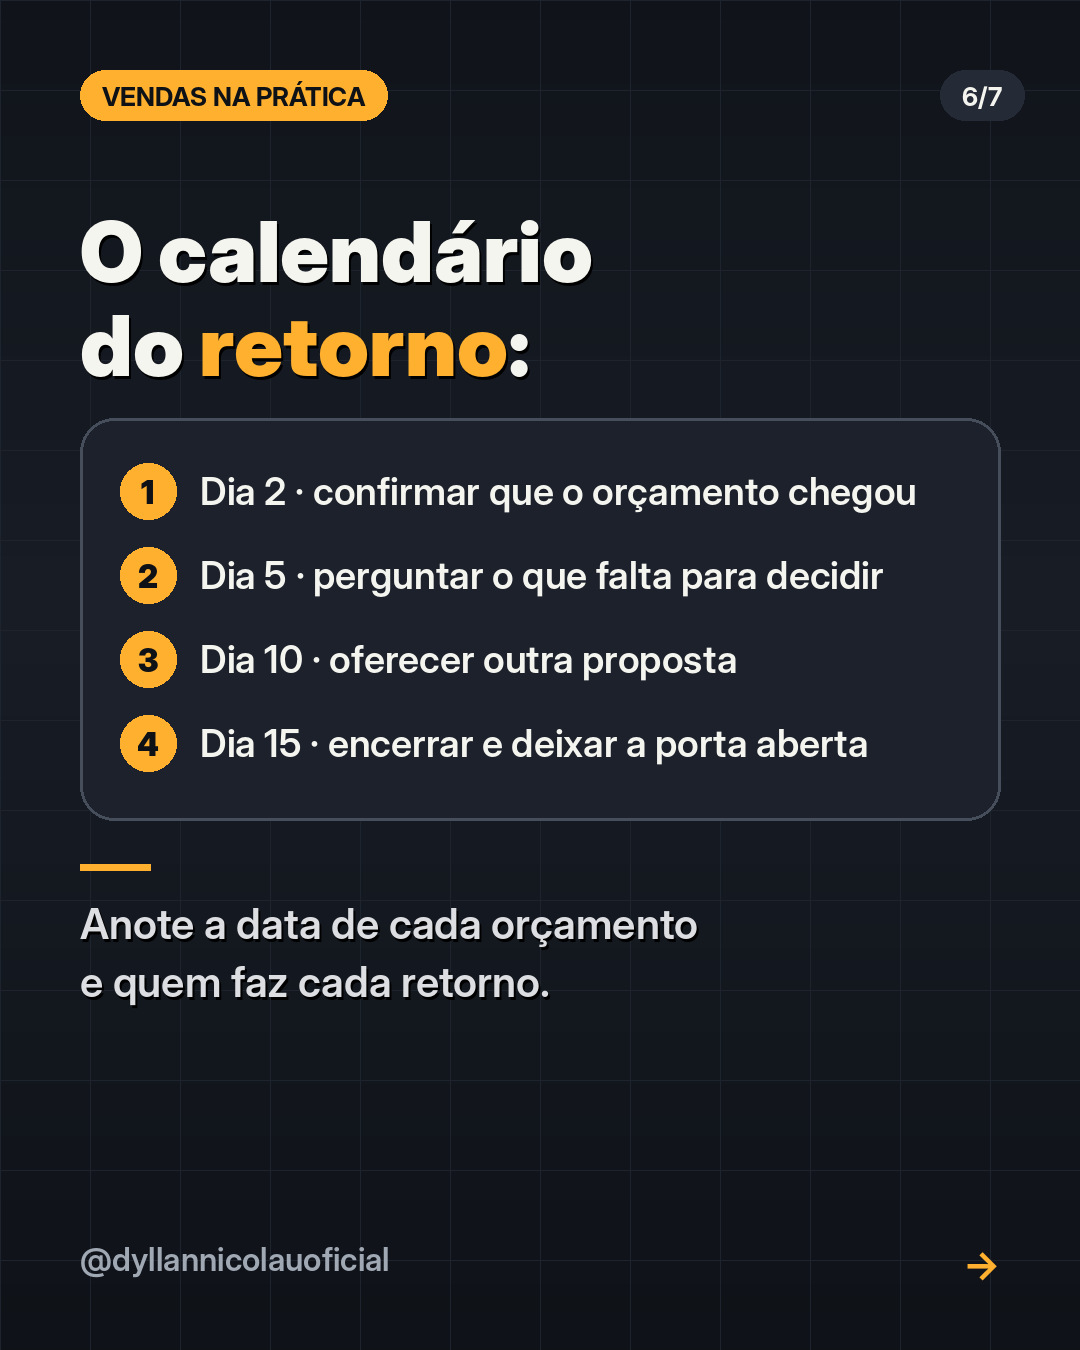 VENDAS NA PRÁTICA
6/7
O calendário
do retorno:
1 Dia 2 · confirmar que o orçamento chegou
2 Dia 5 · perguntar o que falta para decidir
3 Dia 10 · oferecer outra proposta
4 Dia 15 · encerrar e deixar a porta aberta
Anote a data de cada orçamento
e quem faz cada retorno.
@dyllannicolauoficial
→